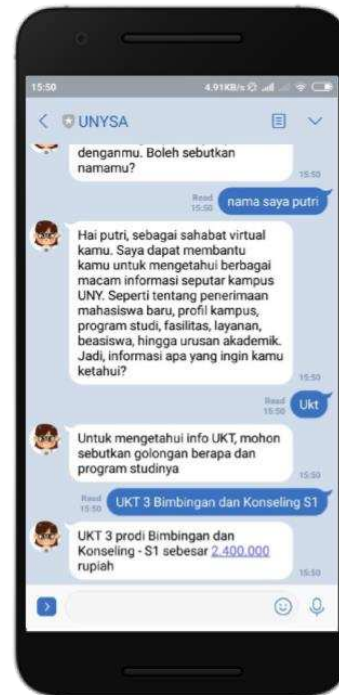 15:50 4.91KB/s
UNYSA
denganmu. Boleh sebutkan
namamu?
15:50
Read
15:50
nama saya putri
Hai putri, sebagai sahabat virtual
kamu. Saya dapat membantu
kamu untuk mengetahui berbagai
macam informasi seputar kampus
UNY. Seperti tentang penerimaan
mahasiswa baru, profil kampus,
program studi, fasilitas, layanan,
beasiswa, hingga urusan akademik.
Jadi, informasi apa yang ingin kamu
ketahui?
15:50
Read
15:50
Ukt
Untuk mengetahui info UKT, mohon
sebutkan golongan berapa dan
program studinya
15:50
Read
15:50
UKT 3 Bimbingan dan Konseling S1
UKT 3 prodi Bimbingan dan
Konseling - S1 sebesar 2.400.000
rupiah
15:50